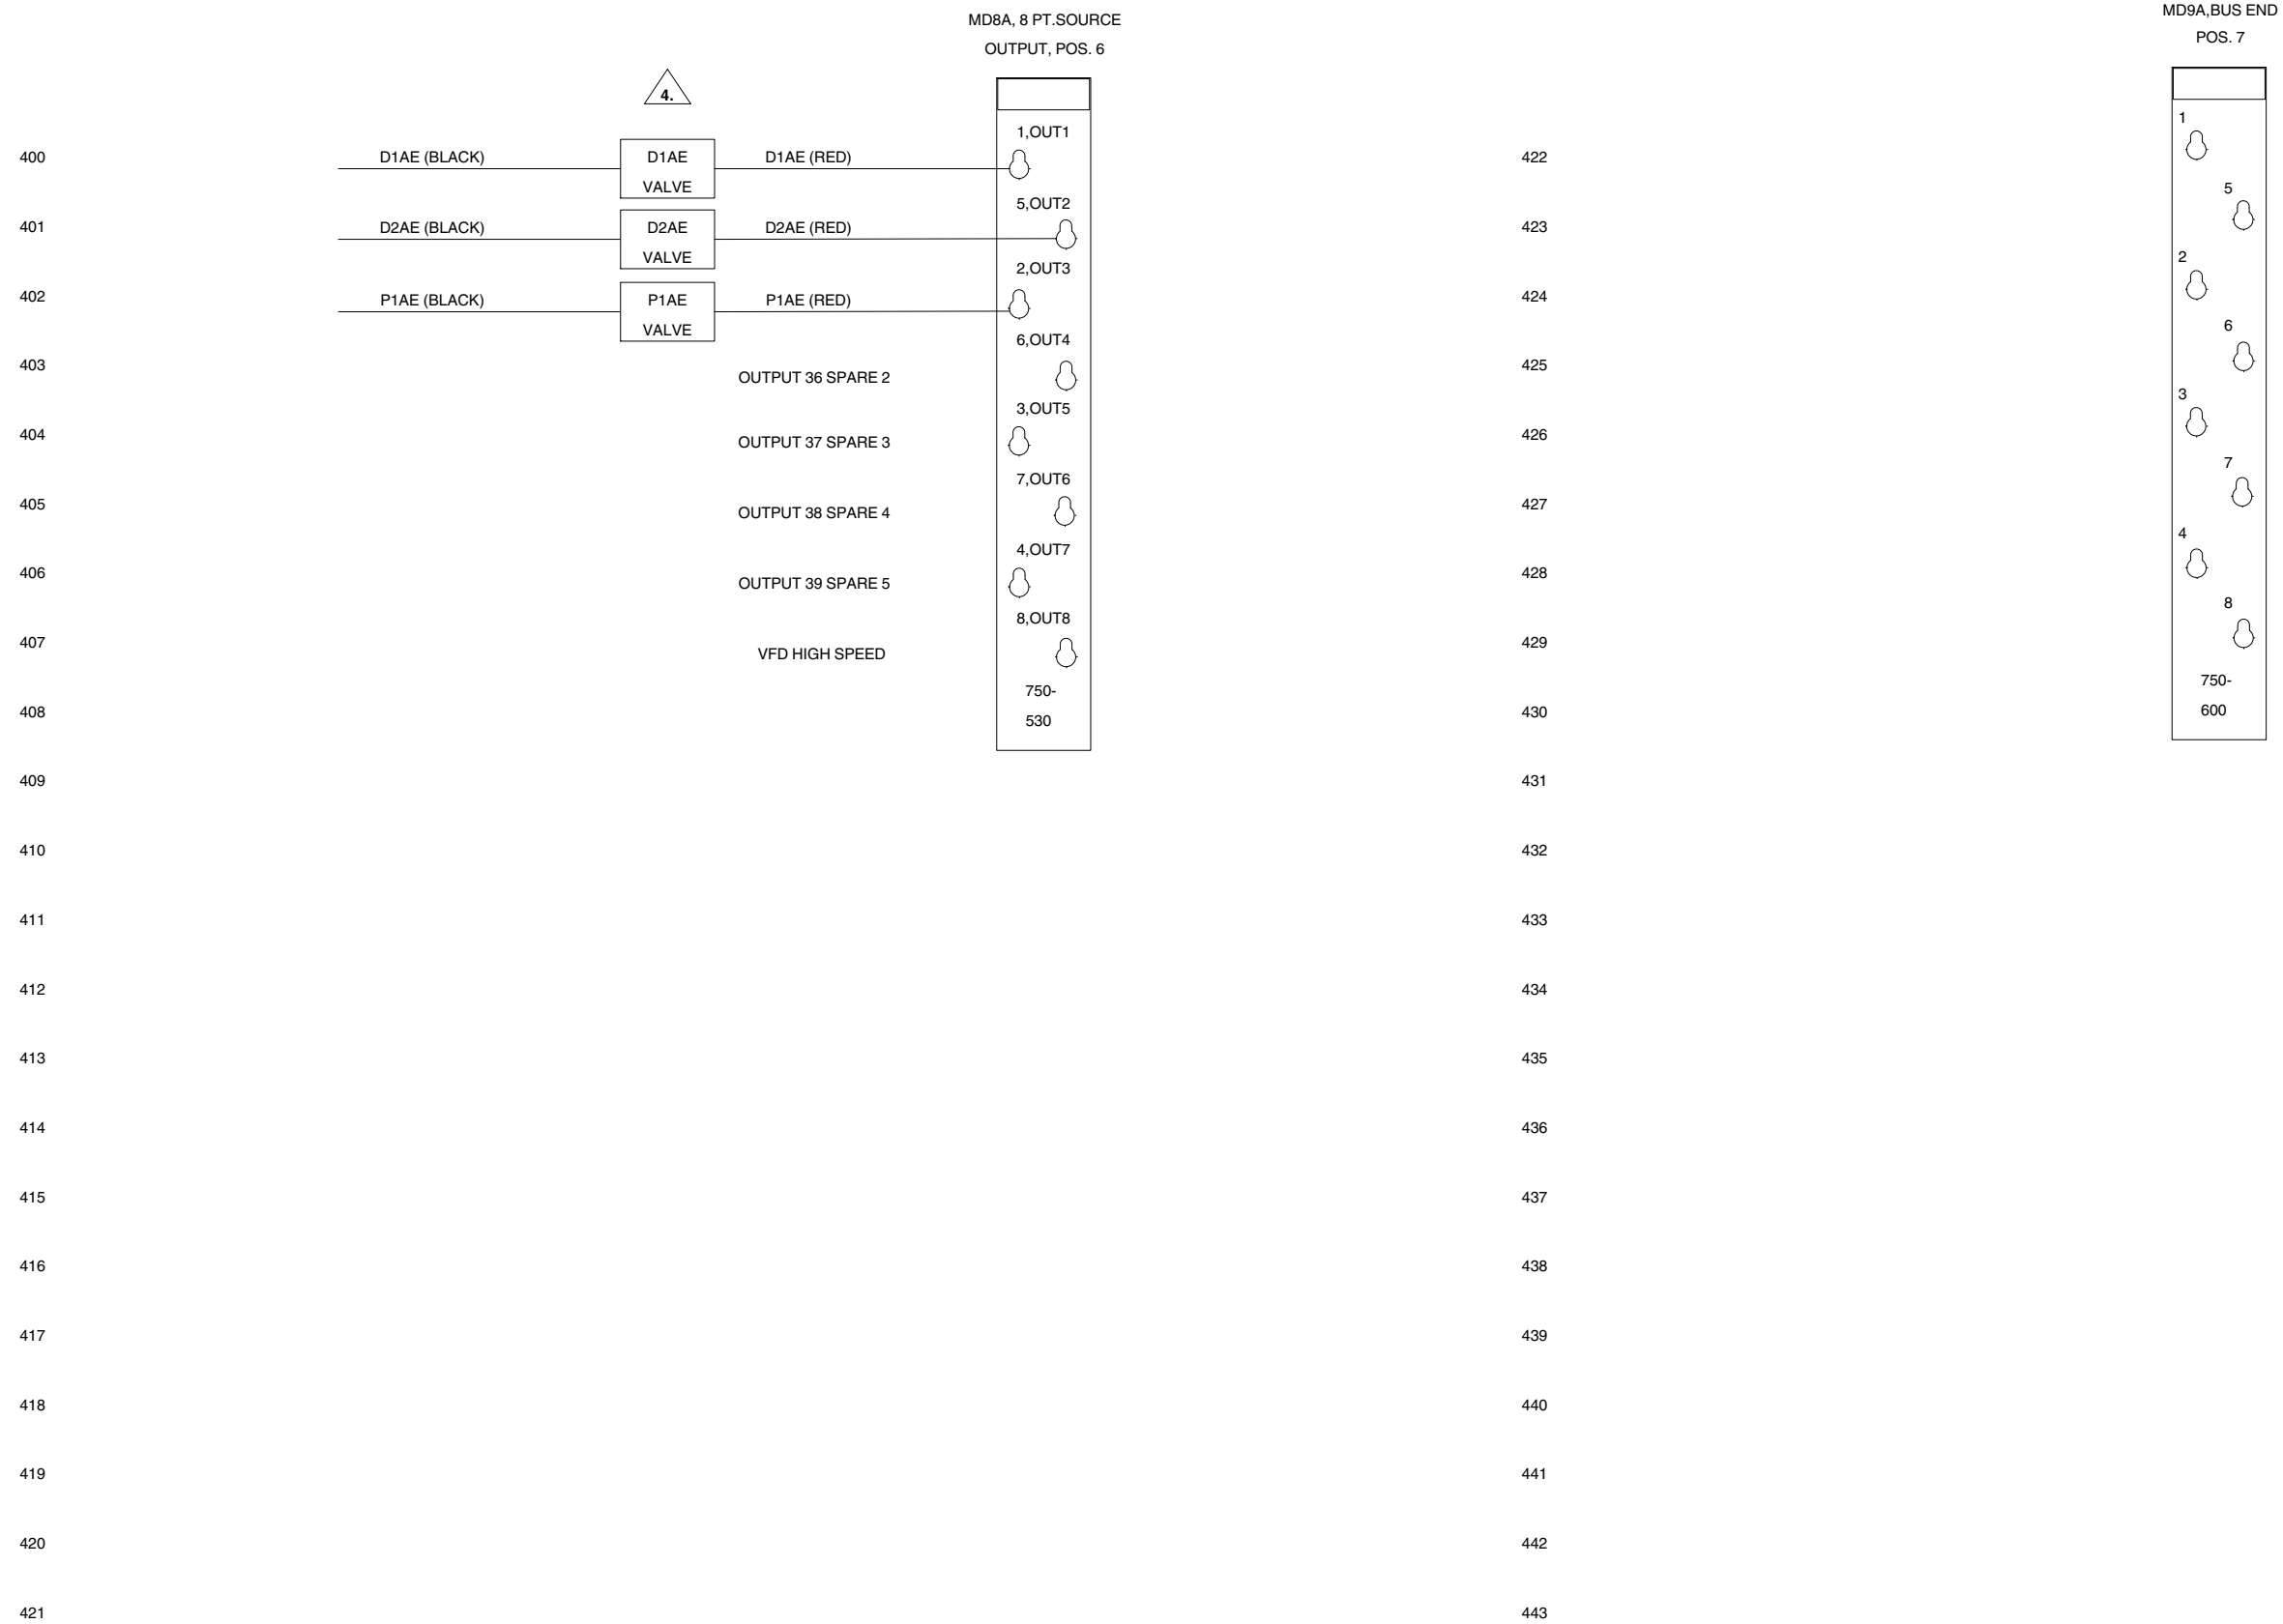 MD8A, 8 PT.SOURCE
OUTPUT, POS. 6
MD9A,BUS END
POS. 7
4.
1,OUT1
400
D1AE (BLACK)
D1AE
VALVE
D1AE (RED)
5,OUT2
401
D2AE (BLACK)
D2AE
VALVE
D2AE (RED)
2,OUT3
402
P1AE (BLACK)
P1AE
VALVE
P1AE (RED)
6,OUT4
403
OUTPUT 36 SPARE 2
3,OUT5
404
OUTPUT 37 SPARE 3
7,OUT6
405
OUTPUT 38 SPARE 4
4,OUT7
406
OUTPUT 39 SPARE 5
8,OUT8
407
VFD HIGH SPEED
750-
530
408
409
410
411
412
413
414
415
416
417
418
419
420
421
1
422
5
423
2
424
6
425
3
426
7
427
4
428
8
429
750-
600
430
431
432
433
434
435
436
437
438
439
440
441
442
443